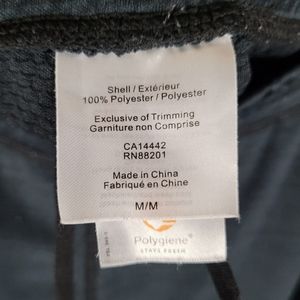 Shell / Extérieur
100% Polyester / Polyester
Exclusive of Trimming
Garniture non Comprise
CA14442
RN88201
Made in China
Fabriqué en Chine
M/M
Polygiene®
STAYS FRESH